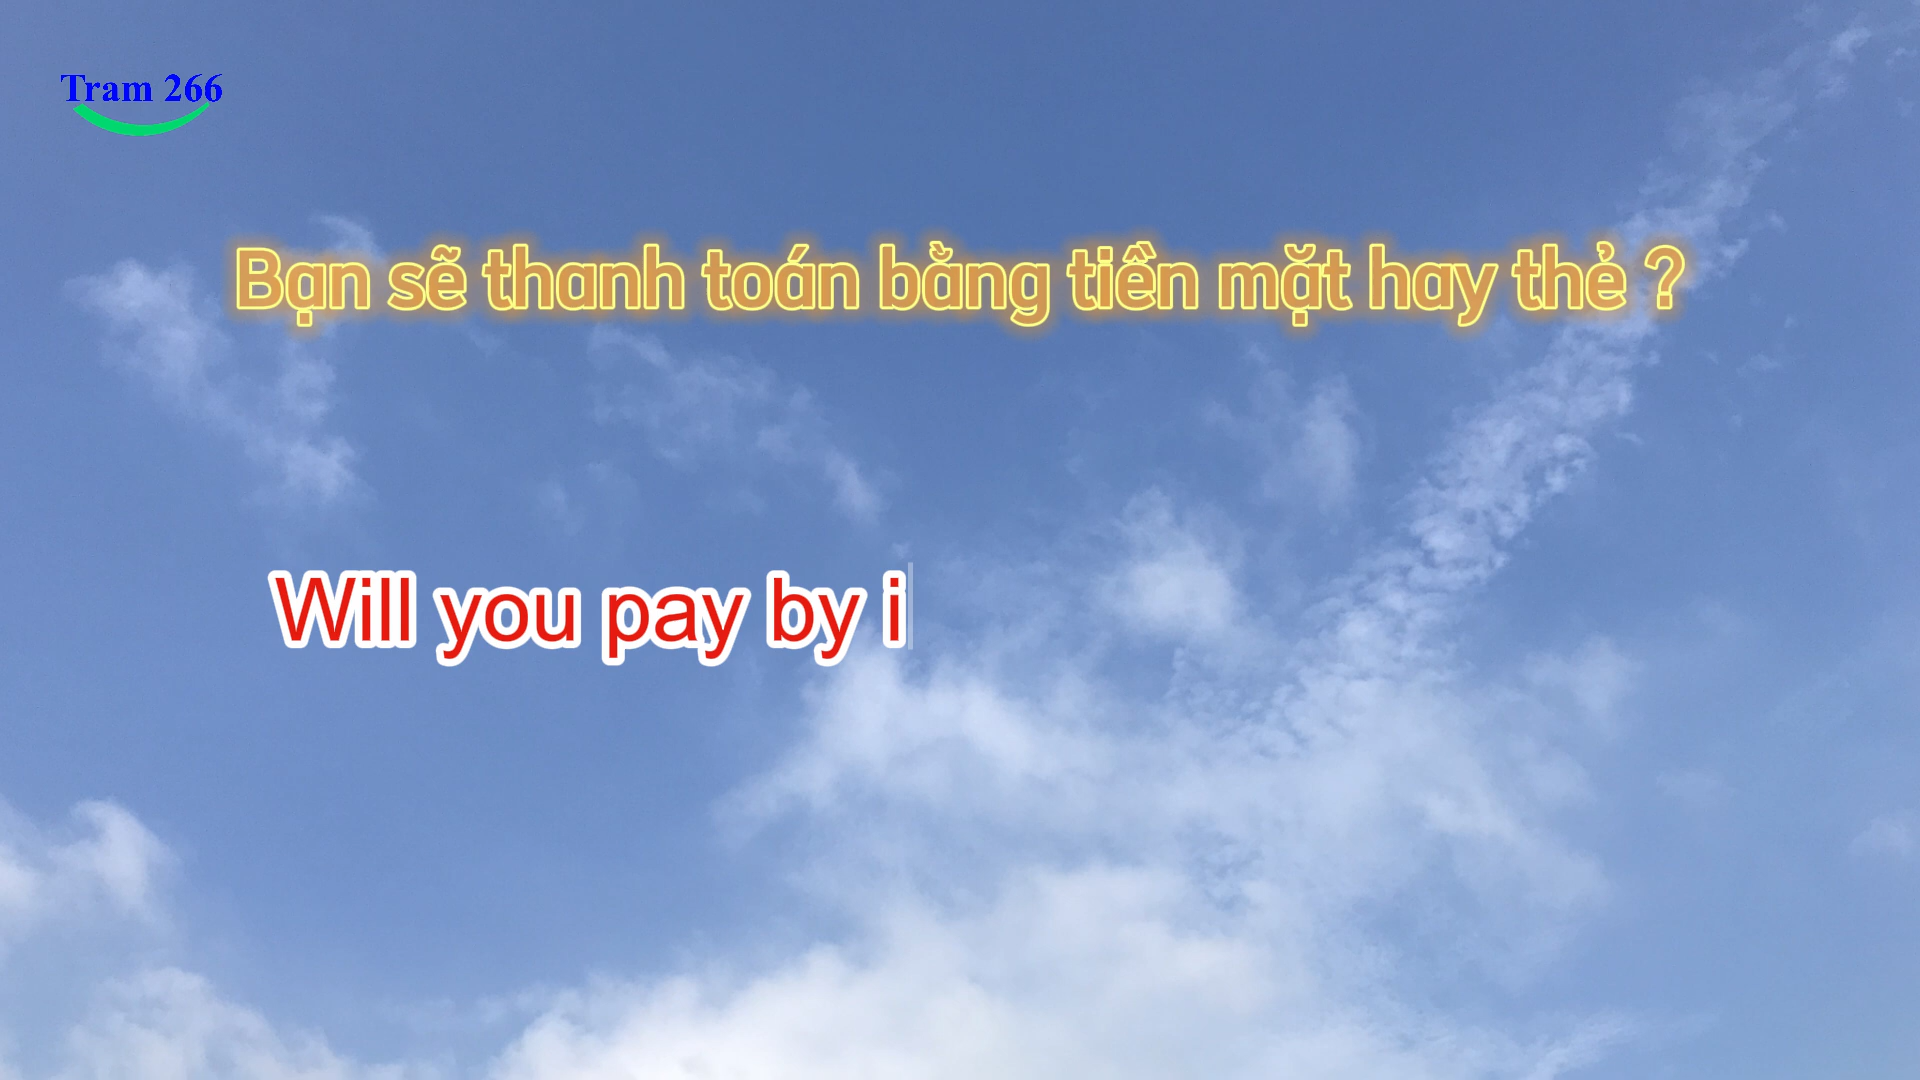 Tram 266
Bạn sẽ thanh toán bằng tiền mặt hay thẻ ?
Will you pay by i